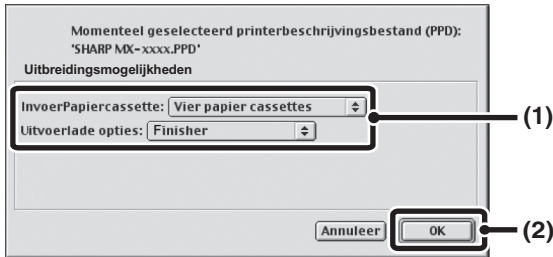 Momenteel geselecteerd printerbeschrijvingsbestand (PPD):
'SHARP MX-xxxx.PPD'
Uitbreidingsmogelijkheden
InvoerPapiercassette: Vier papier cassettes
(1)
Uitvoerlade opties: Finisher
Annuleer OK
(2)